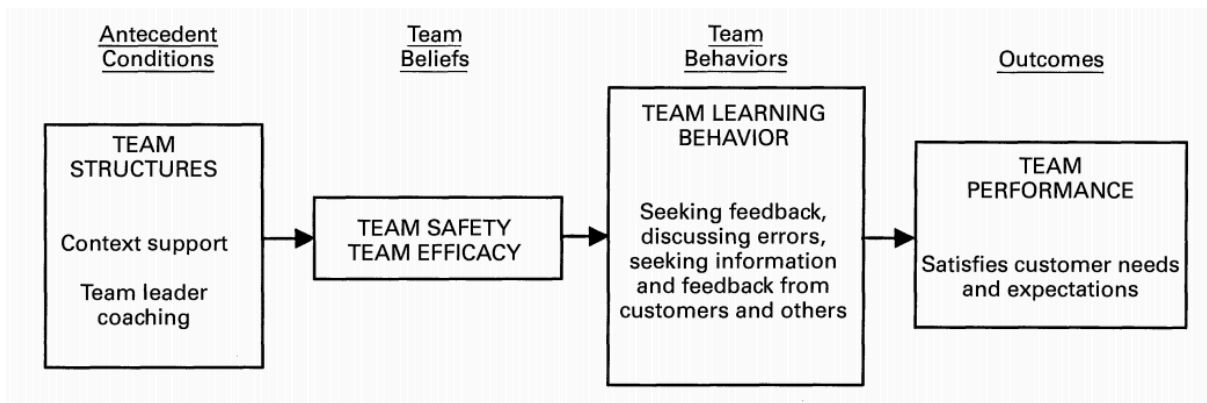 Antecedent
Conditions
Team
Beliefs
Team
Behaviors
Outcomes
TEAM
STRUCTURES
Context support
Team leader
coaching
TEAM SAFETY
TEAM EFFICACY
TEAM LEARNING
BEHAVIOR
Seeking feedback,
discussing errors,
seeking information
and feedback from
customers and others
TEAM
PERFORMANCE
Satisfies customer needs
and expectations